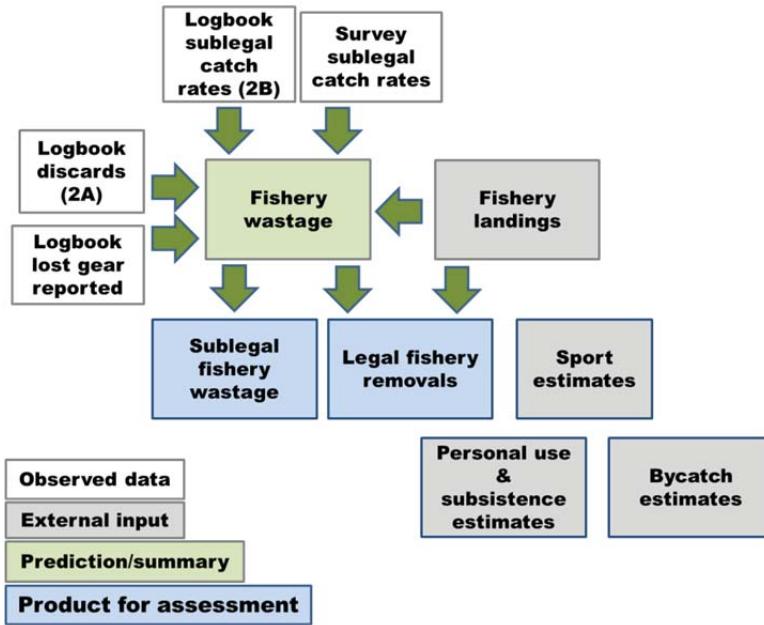 Logbook
sublegal
catch
rates (2B)
Survey
sublegal
catch rates
Logbook
discards
(2A)
Fishery
wastage
Fishery
landings
Logbook
lost gear
reported
Sublegal
fishery
wastage
Legal fishery
removals
Sport
estimates
Personal use
&
subsistence
estimates
Bycatch
estimates
Observed data
External input
Prediction/summary
Product for assessment